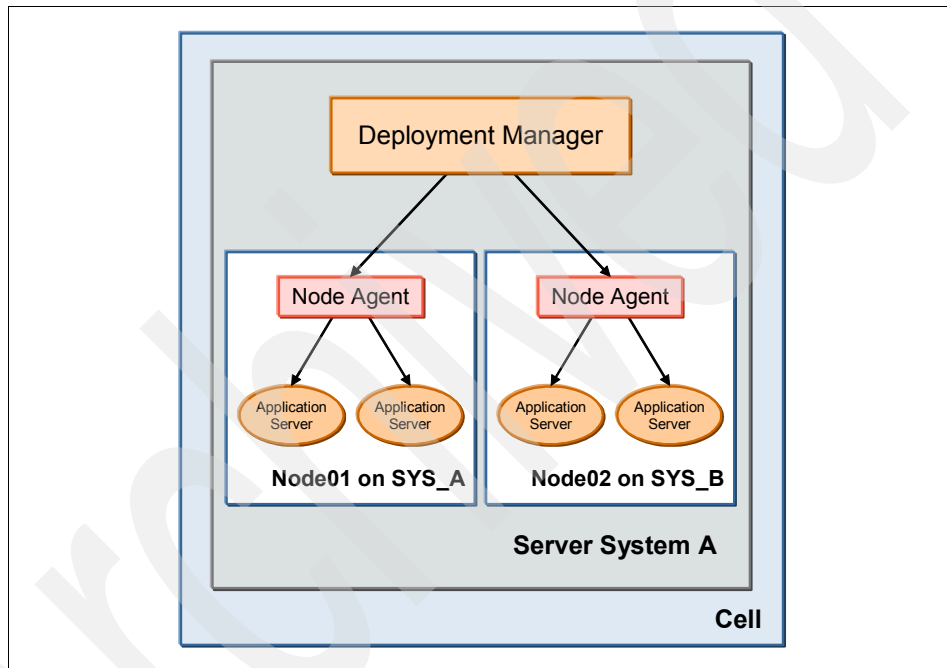 Deployment Manager
Node Agent
Node Agent
Application
Server
Application
Server
Application
Server
Application
Server
Node01 on SYS_A
Node02 on SYS_B
Server System A
Cell